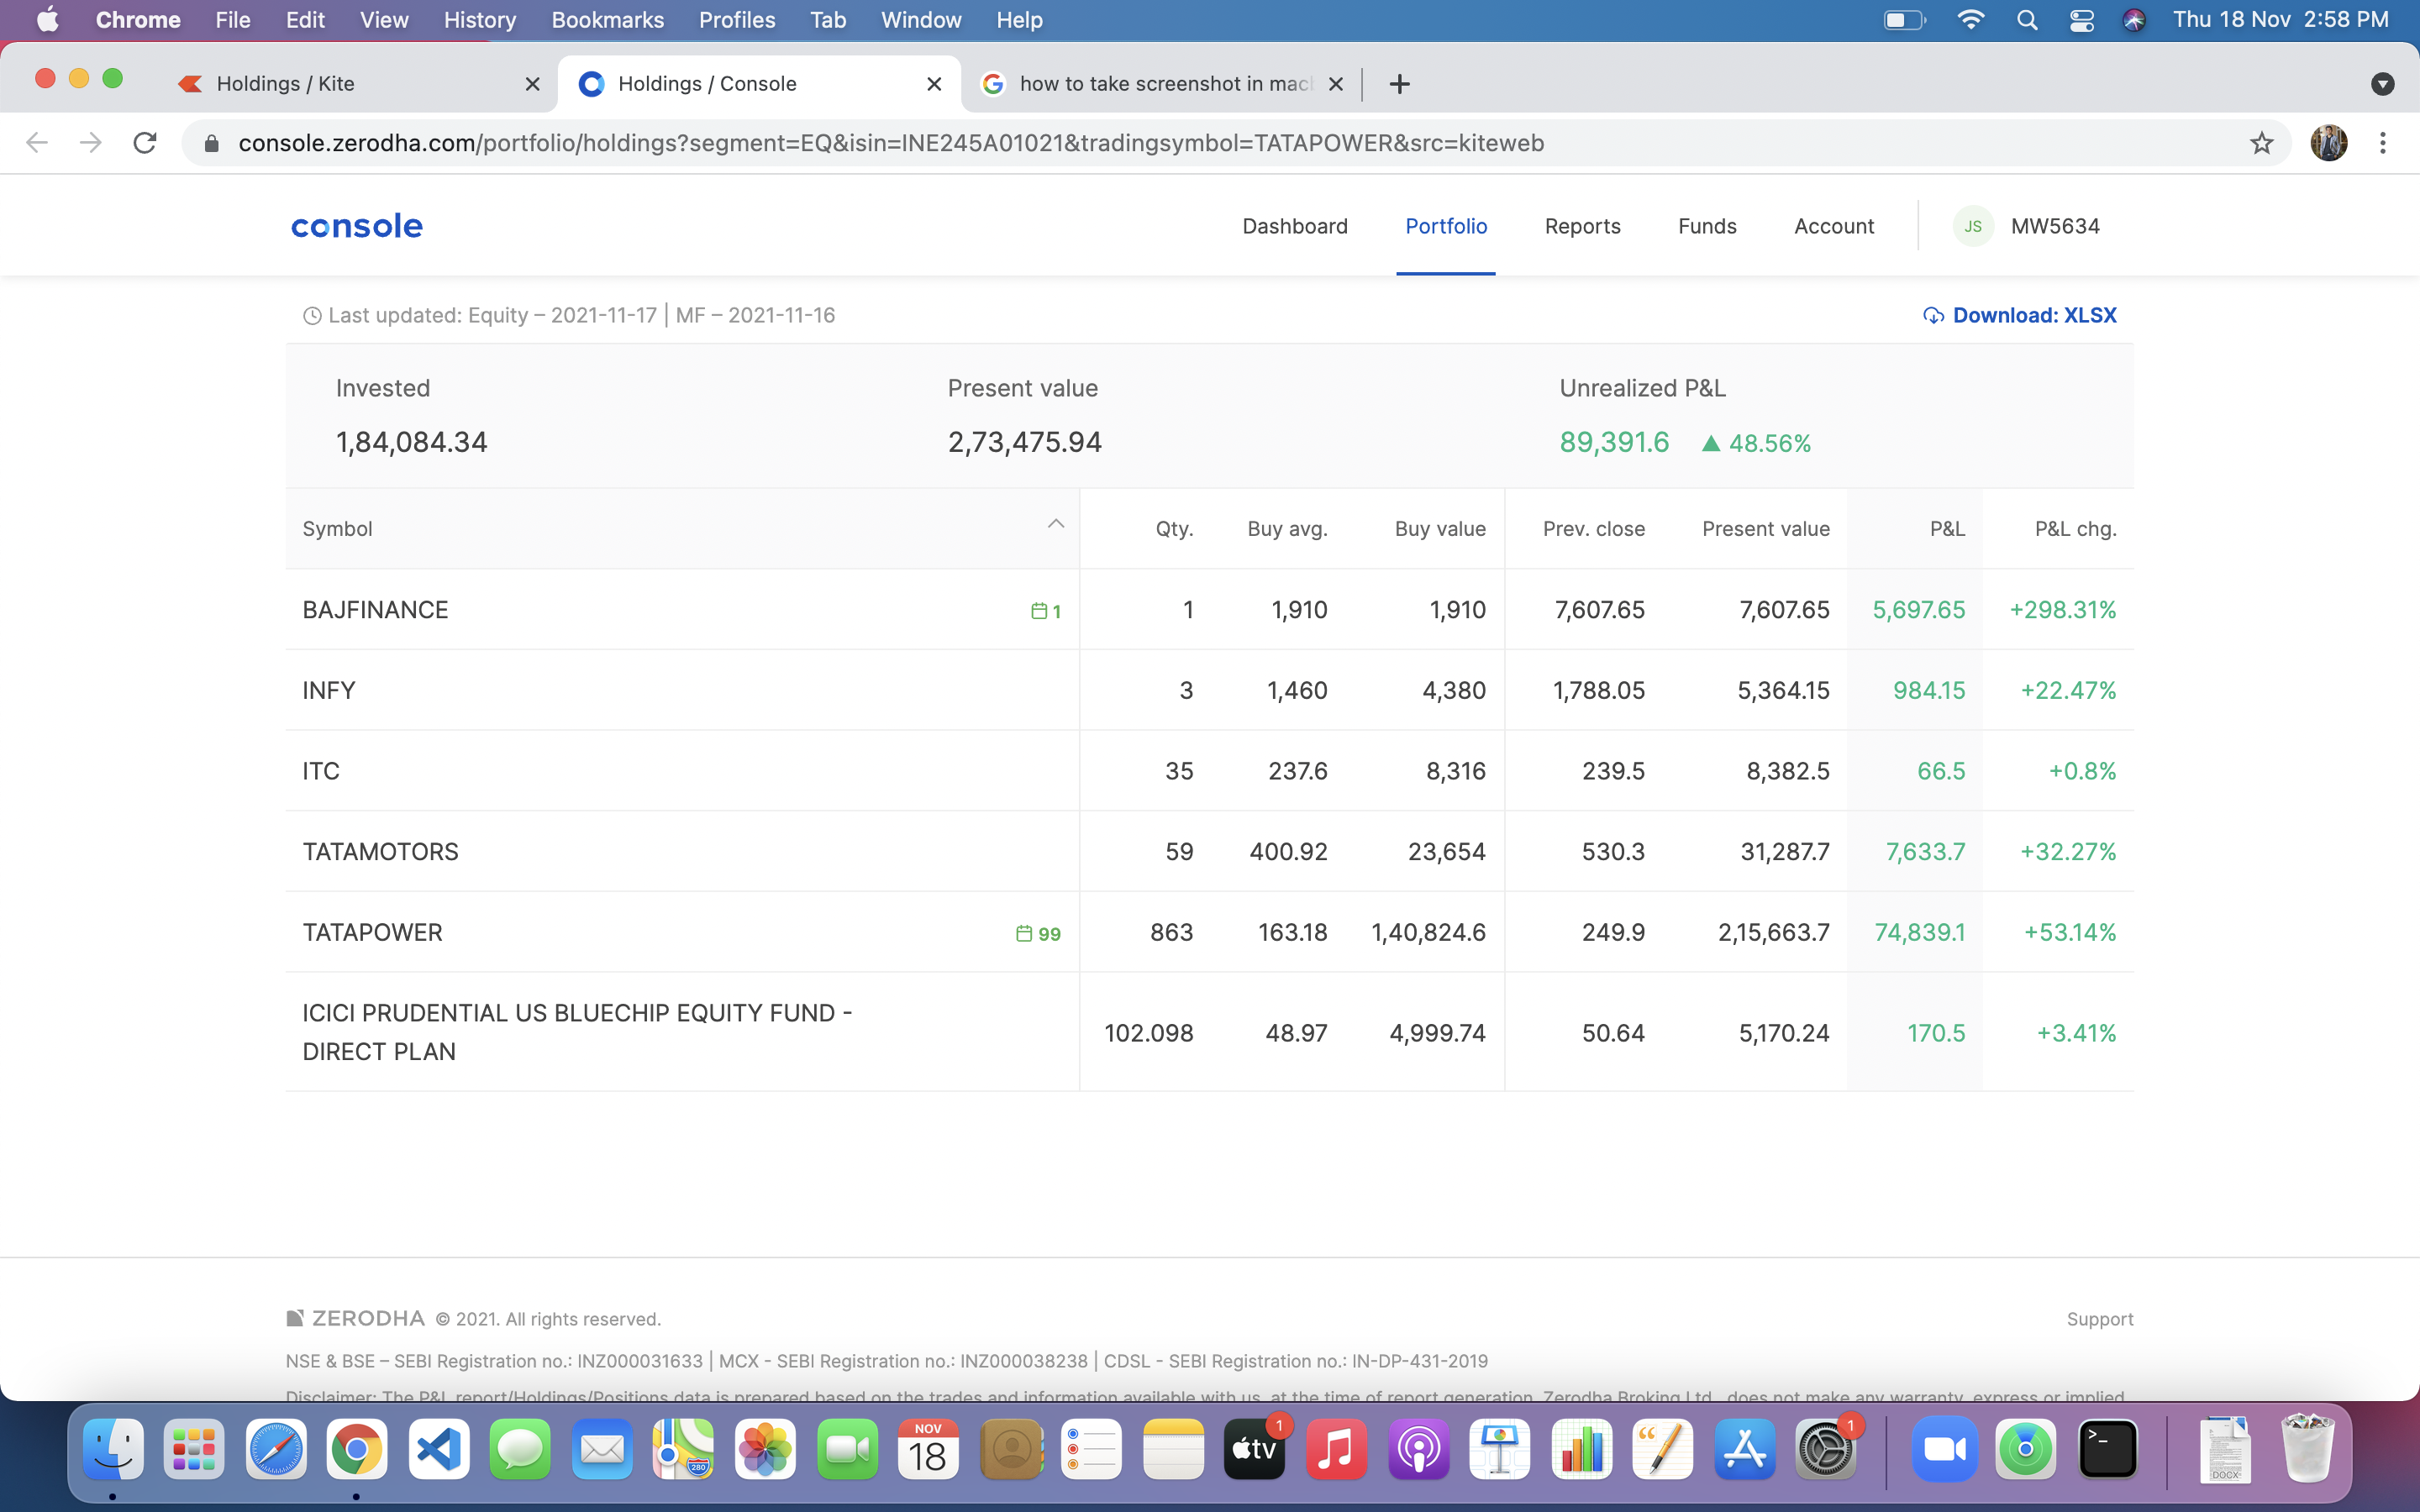 Chrome File Edit View History Bookmarks Profiles Tab Window Help Thu 18 Nov 2:58 PM
Holdings / Kite Holdings / Console how to take screenshot in mac
console.zerodha.com/portfolio/holdings?segment=EQ&isin=INE245A01021&tradingsymbol=TATAPOWER&src=kiteweb
console Dashboard Portfolio Reports Funds Account JS MW5634
Last updated: Equity – 2021-11-17 | MF – 2021-11-16 Download: XLSX
Invested Present value Unrealized P&L
1,84,084.34 2,73,475.94 89,391.6 ▲ 48.56%
Symbol Qty. Buy avg. Buy value Prev. close Present value P&L P&L chg.
BAJFINANCE 1 1 1,910 1,910 7,607.65 7,607.65 5,697.65 +298.31%
INFY 3 1,460 4,380 1,788.05 5,364.15 984.15 +22.47%
ITC 35 237.6 8,316 239.5 8,382.5 66.5 +0.8%
TATAMOTORS 59 400.92 23,654 530.3 31,287.7 7,633.7 +32.27%
TATAPOWER 99 863 163.18 1,40,824.6 249.9 2,15,663.7 74,839.1 +53.14%
ICICI PRUDENTIAL US BLUECHIP EQUITY FUND -
DIRECT PLAN 102.098 48.97 4,999.74 50.64 5,170.24 170.5 +3.41%
ZERODHA © 2021. All rights reserved. Support
NSE & BSE – SEBI Registration no.: INZ000031633 | MCX - SEBI Registration no.: INZ000038238 | CDSL - SEBI Registration no.: IN-DP-431-2019
Disclaimer: The P&L report/Holdings/Positions data is prepared based on the trades and information available with us, at the time of report generation. Zerodha Broking Ltd., does not make any warranty, express or implied,
NOV
18
280
tv
1
1
>_
DOCX